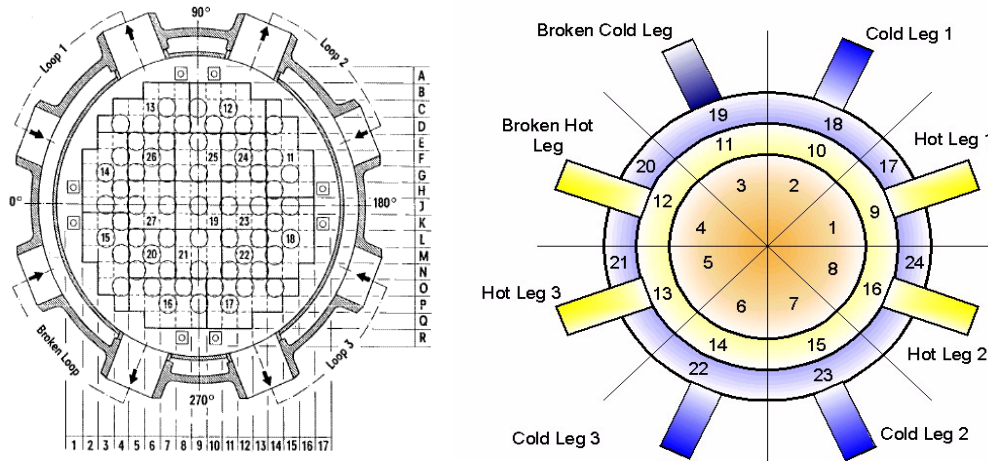 90°
Loop 1
Loop 2
A
B
C
D
E
F
G
H
J
K
L
M
N
O
P
Q
R
13
12
26
25
24
11
14
0°
180°
27
19
23
15
18
20
21
22
16
17
Broken Loop
Loop 3
270°
1 2 3 4 5 6 7 8 9 10 11 12 13 14 15 16 17
Broken Cold Leg
Cold Leg 1
Broken Hot
Leg
Hot Leg 1
19
18
20
17
11
10
12
9
3
2
4
1
5
8
6
7
21
24
13
16
14
15
22
23
Hot Leg 3
Hot Leg 2
Cold Leg 3
Cold Leg 2